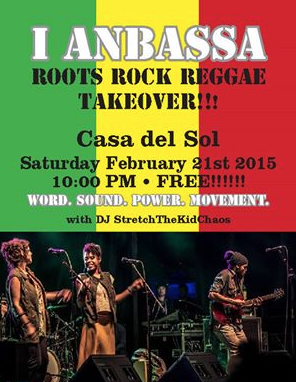 I ANBASSA
ROOTS ROCK REGGAE
TAKEOVER!!!
Casa del Sol
Saturday February 21st 2015
10:00 PM • FREE!!!!!!
WORD. SOUND. POWER. MOVEMENT.
with DJ StretchTheKidChaos